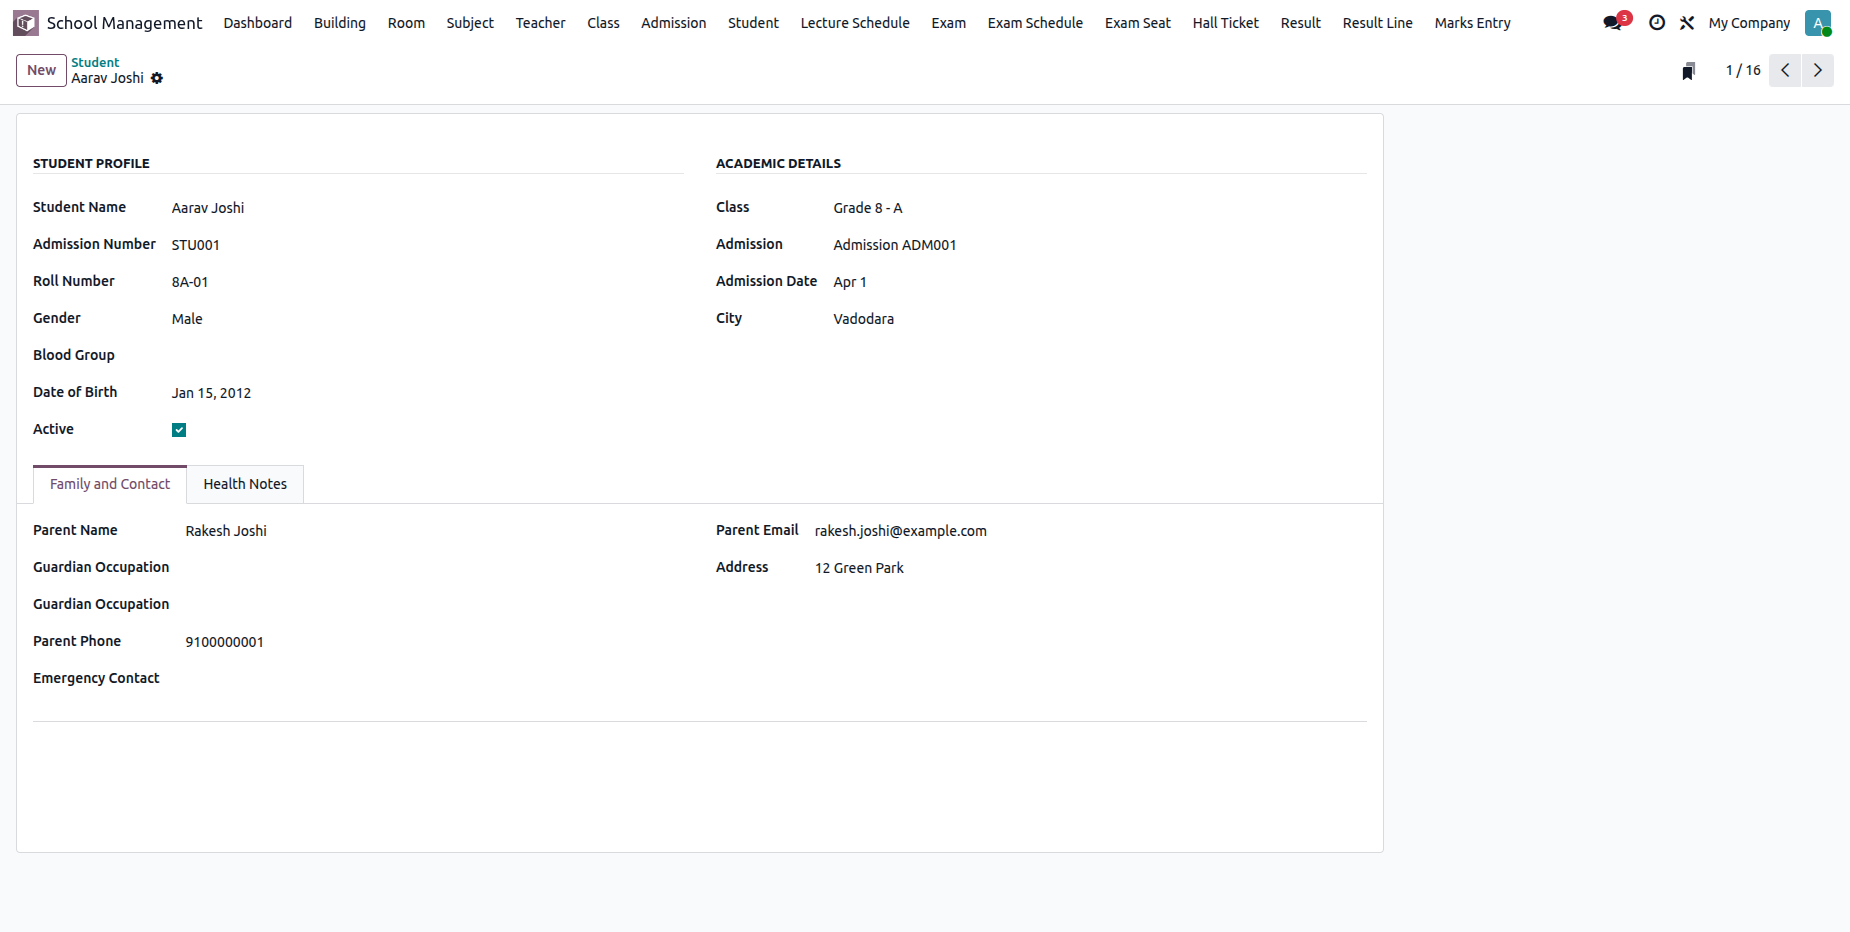 School Management Dashboard Building Room Subject Teacher Class Admission Student Lecture Schedule Exam Exam Schedule Exam Seat Hall Ticket Result Result Line Marks Entry 3 My Company A
New Student
Aarav Joshi 1 / 16
STUDENT PROFILE
Student Name Aarav Joshi
Admission Number STU001
Roll Number 8A-01
Gender Male
Blood Group
Date of Birth Jan 15, 2012
Active
ACADEMIC DETAILS
Class Grade 8 - A
Admission Admission ADM001
Admission Date Apr 1
City Vadodara
Family and Contact Health Notes
Parent Name Rakesh Joshi
Guardian Occupation
Guardian Occupation
Parent Phone 9100000001
Emergency Contact
Parent Email rakesh.joshi@example.com
Address 12 Green Park